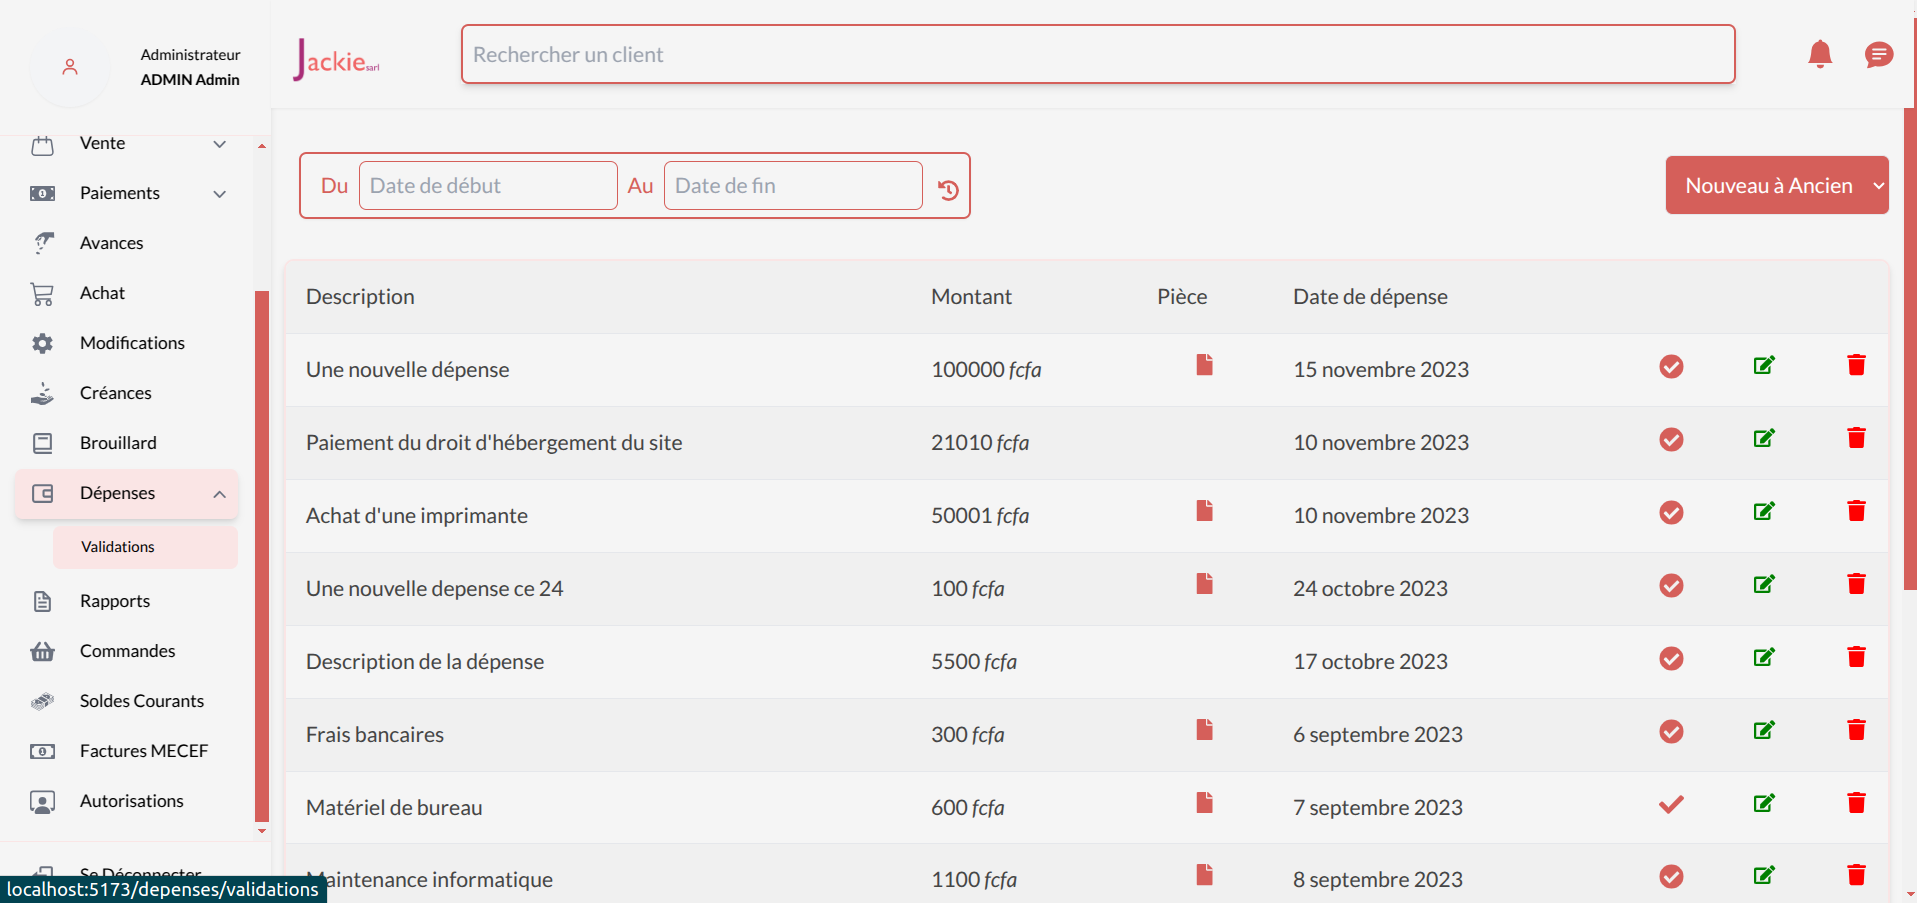 Administrateur
ADMIN Admin
Jackie sarl
Rechercher un client
Vente
Paiements
Avances
Achat
Modifications
Créances
Brouillard
Dépenses
Validations
Rapports
Commandes
Soldes Courants
Factures MECEF
Autorisations
Se Déconnecter
localhost:5173/depenses/validations
Du Date de début Au Date de fin
Nouveau à Ancien
Description Montant Pièce Date de dépense
Une nouvelle dépense 100000 fcfa 15 novembre 2023
Paiement du droit d'hébergement du site 21010 fcfa 10 novembre 2023
Achat d'une imprimante 50001 fcfa 10 novembre 2023
Une nouvelle depense ce 24 100 fcfa 24 octobre 2023
Description de la dépense 5500 fcfa 17 octobre 2023
Frais bancaires 300 fcfa 6 septembre 2023
Matériel de bureau 600 fcfa 7 septembre 2023
Maintenance informatique 1100 fcfa 8 septembre 2023